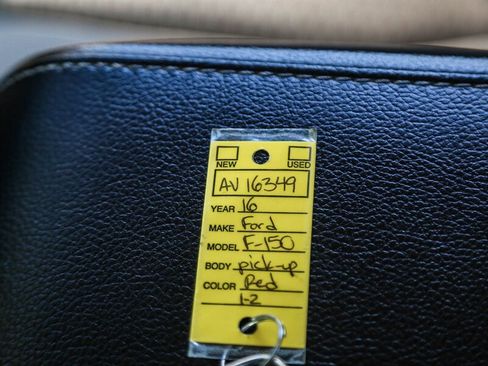 NEW USED
AV 16349
YEAR 16
MAKE Ford
MODEL F-150
BODY pick-up
COLOR Red
1-2